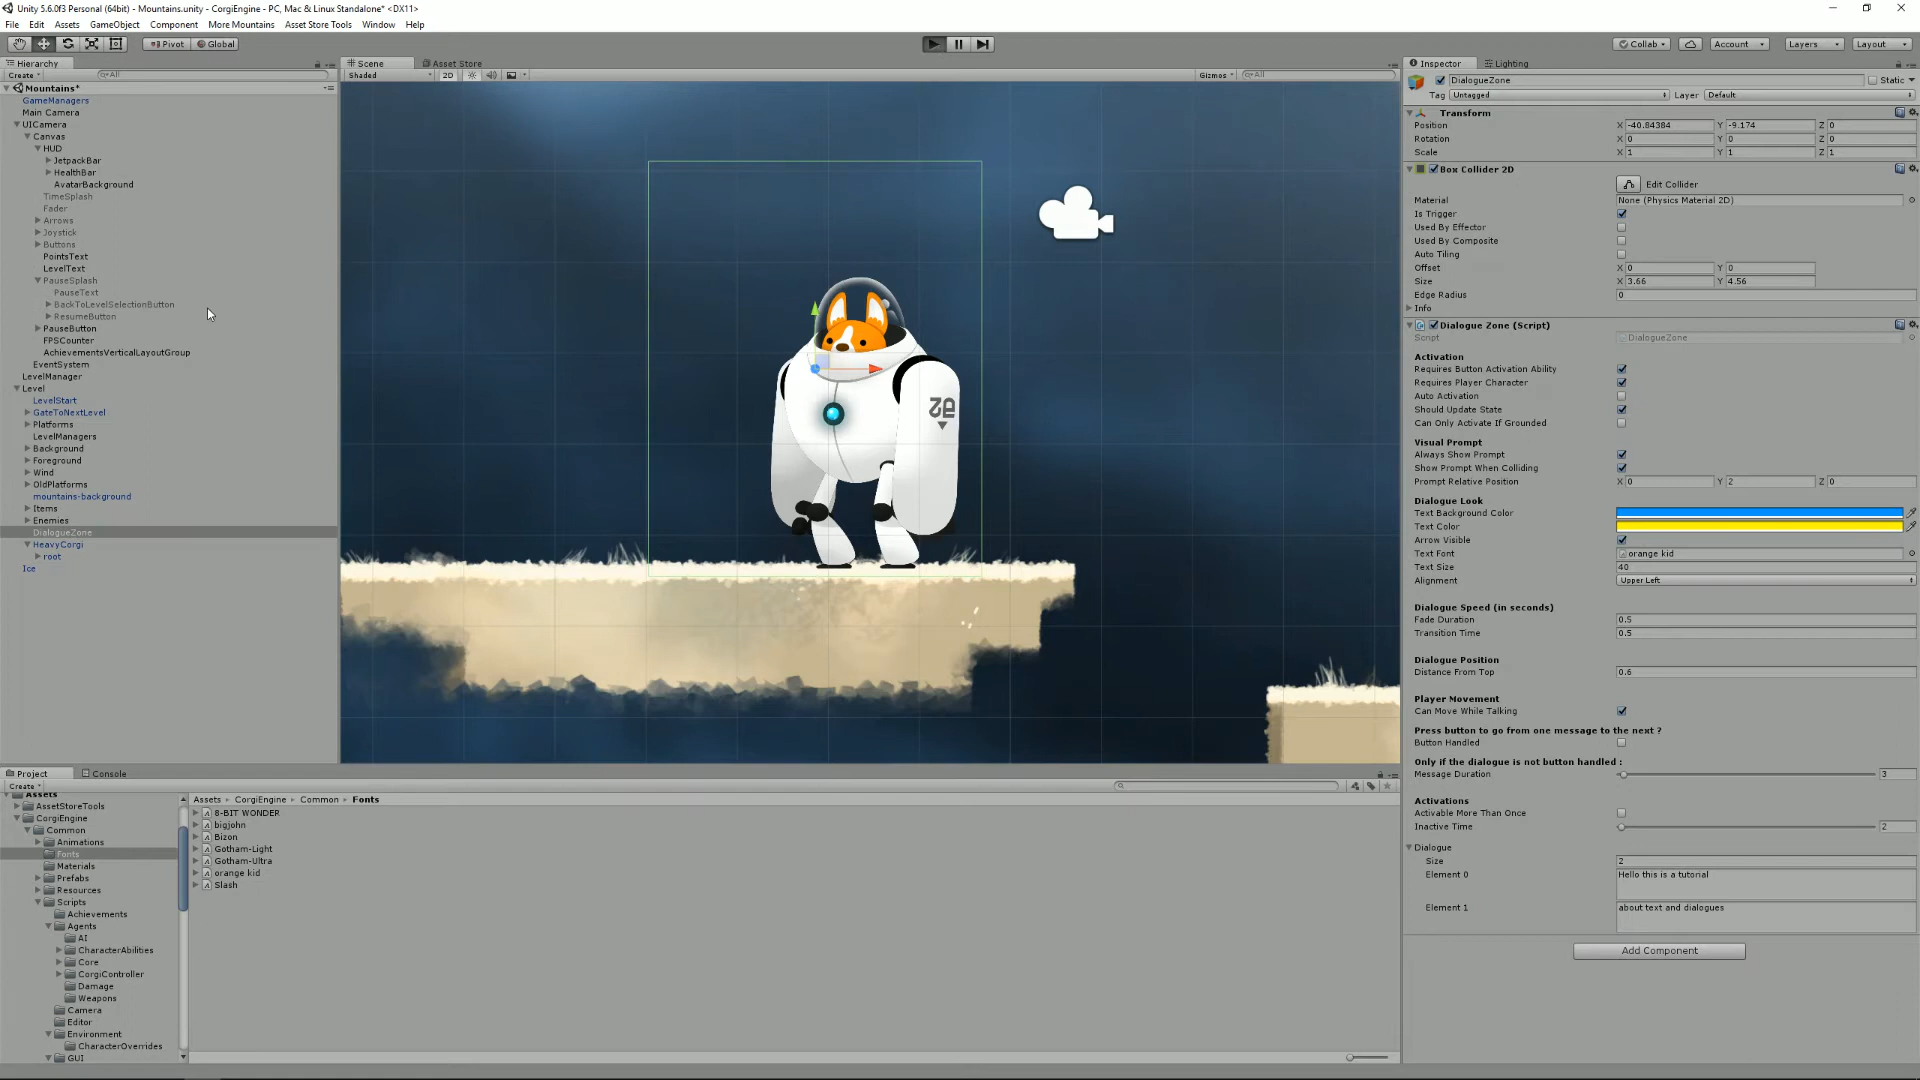 Unity 5.6.0f3 Personal (64bit) - Mountains.unity - CorgiEngine - PC, Mac & Linux Standalone* <DX11>
File Edit Assets GameObject Component More Mountains Asset Store Tools Window Help
Pivot Global Collab Account Layers Layout
Hierarchy
Create All
Mountains*
GameManagers
Main Camera
UICamera
Canvas
HUD
JetpackBar
HealthBar
AvatarBackground
TimeSplash
Fader
Arrows
Joystick
Buttons
PointsText
LevelText
PauseSplash
PauseText
BackToLevelSelectionButton
ResumeButton
PauseButton
FPSCounter
AchievementsVerticalLayoutGroup
EventSystem
LevelManager
Level
LevelStart
GateToNextLevel
Platforms
LevelManagers
Background
Foreground
Wind
OldPlatforms
mountains-background
Items
Enemies
DialogueZone
HeavyCorgi
root
Ice
Scene Asset Store
Shaded 2D Gizmos All
Inspector Lighting
DialogueZone Static
Tag Untagged Layer Default
Transform
Position X -40.84384 Y -9.174 Z 0
Rotation X 0 Y 0 Z 0
Scale X 1 Y 1 Z 1
Box Collider 2D
Edit Collider
Material None (Physics Material 2D)
Is Trigger
Used By Effector
Used By Composite
Auto Tiling
Offset X 0 Y 0
Size X 3.66 Y 4.56
Edge Radius 0
Info
Dialogue Zone (Script)
Script DialogueZone
Activation
Requires Button Activation Ability
Requires Player Character
Auto Activation
Should Update State
Can Only Activate If Grounded
Visual Prompt
Always Show Prompt
Show Prompt When Colliding
Prompt Relative Position X 0 Y 2 Z 0
Dialogue Look
Text Background Color
Text Color
Arrow Visible
Text Font orange kid
Text Size 40
Alignment Upper Left
Dialogue Speed (in seconds)
Fade Duration 0.5
Transition Time 0.5
Dialogue Position
Distance From Top 0.6
Player Movement
Can Move While Talking
Press button to go from one message to the next ?
Button Handled
Only if the dialogue is not button handled :
Message Duration 3
Activations
Activable More Than Once
Inactive Time 2
Dialogue
Size 2
Element 0 Hello this is a tutorial
Element 1 about text and dialogues
Add Component
Project Console
Create
Assets
AssetStoreTools
CorgiEngine
Common
Animations
Fonts
Materials
Prefabs
Resources
Scripts
Achievements
Agents
AI
CharacterAbilities
Core
CorgiController
Damage
Weapons
Camera
Editor
Environment
CharacterOverrides
GUI
Assets CorgiEngine Common Fonts
8-BIT WONDER
bigjohn
Bizon
Gotham-Light
Gotham-Ultra
orange kid
Slash